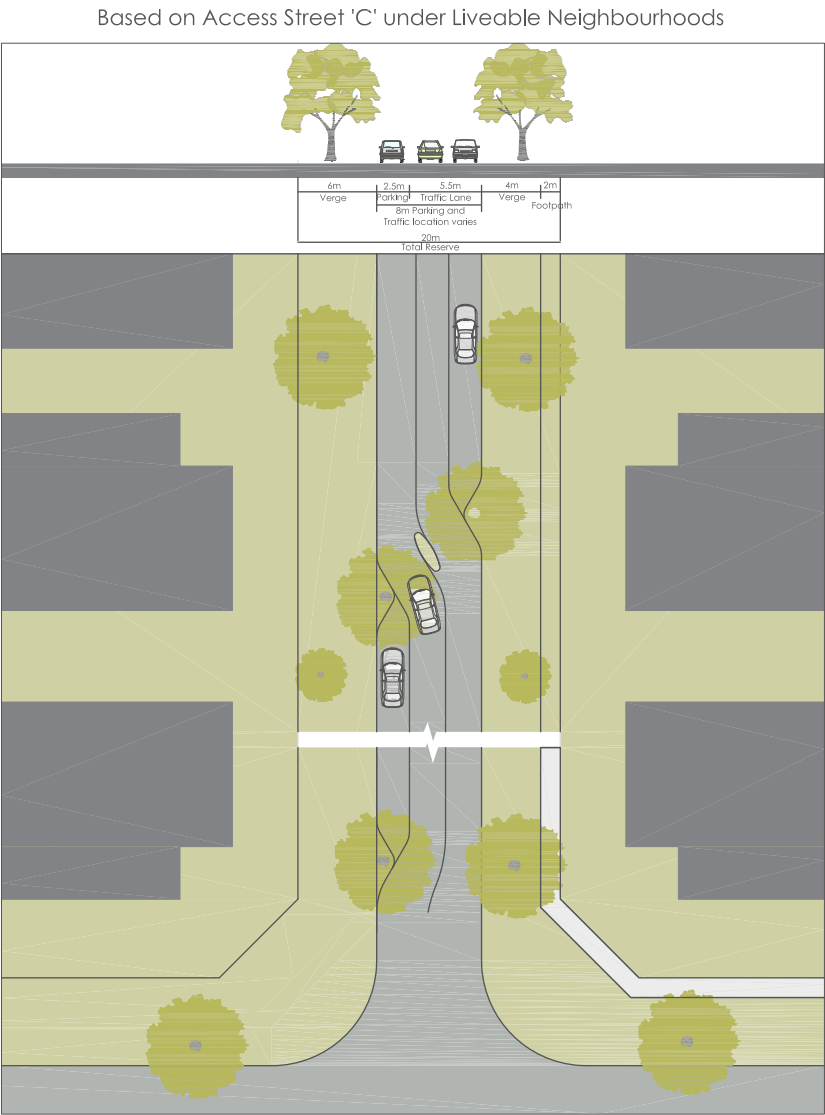 Based on Access Street 'C' under Liveable Neighbourhoods
6m 2.5m 5.5m 4m 2m
Verge Parking Traffic Lane Verge Footpath
8m Parking and
Traffic location varies
20m
Total Reserve